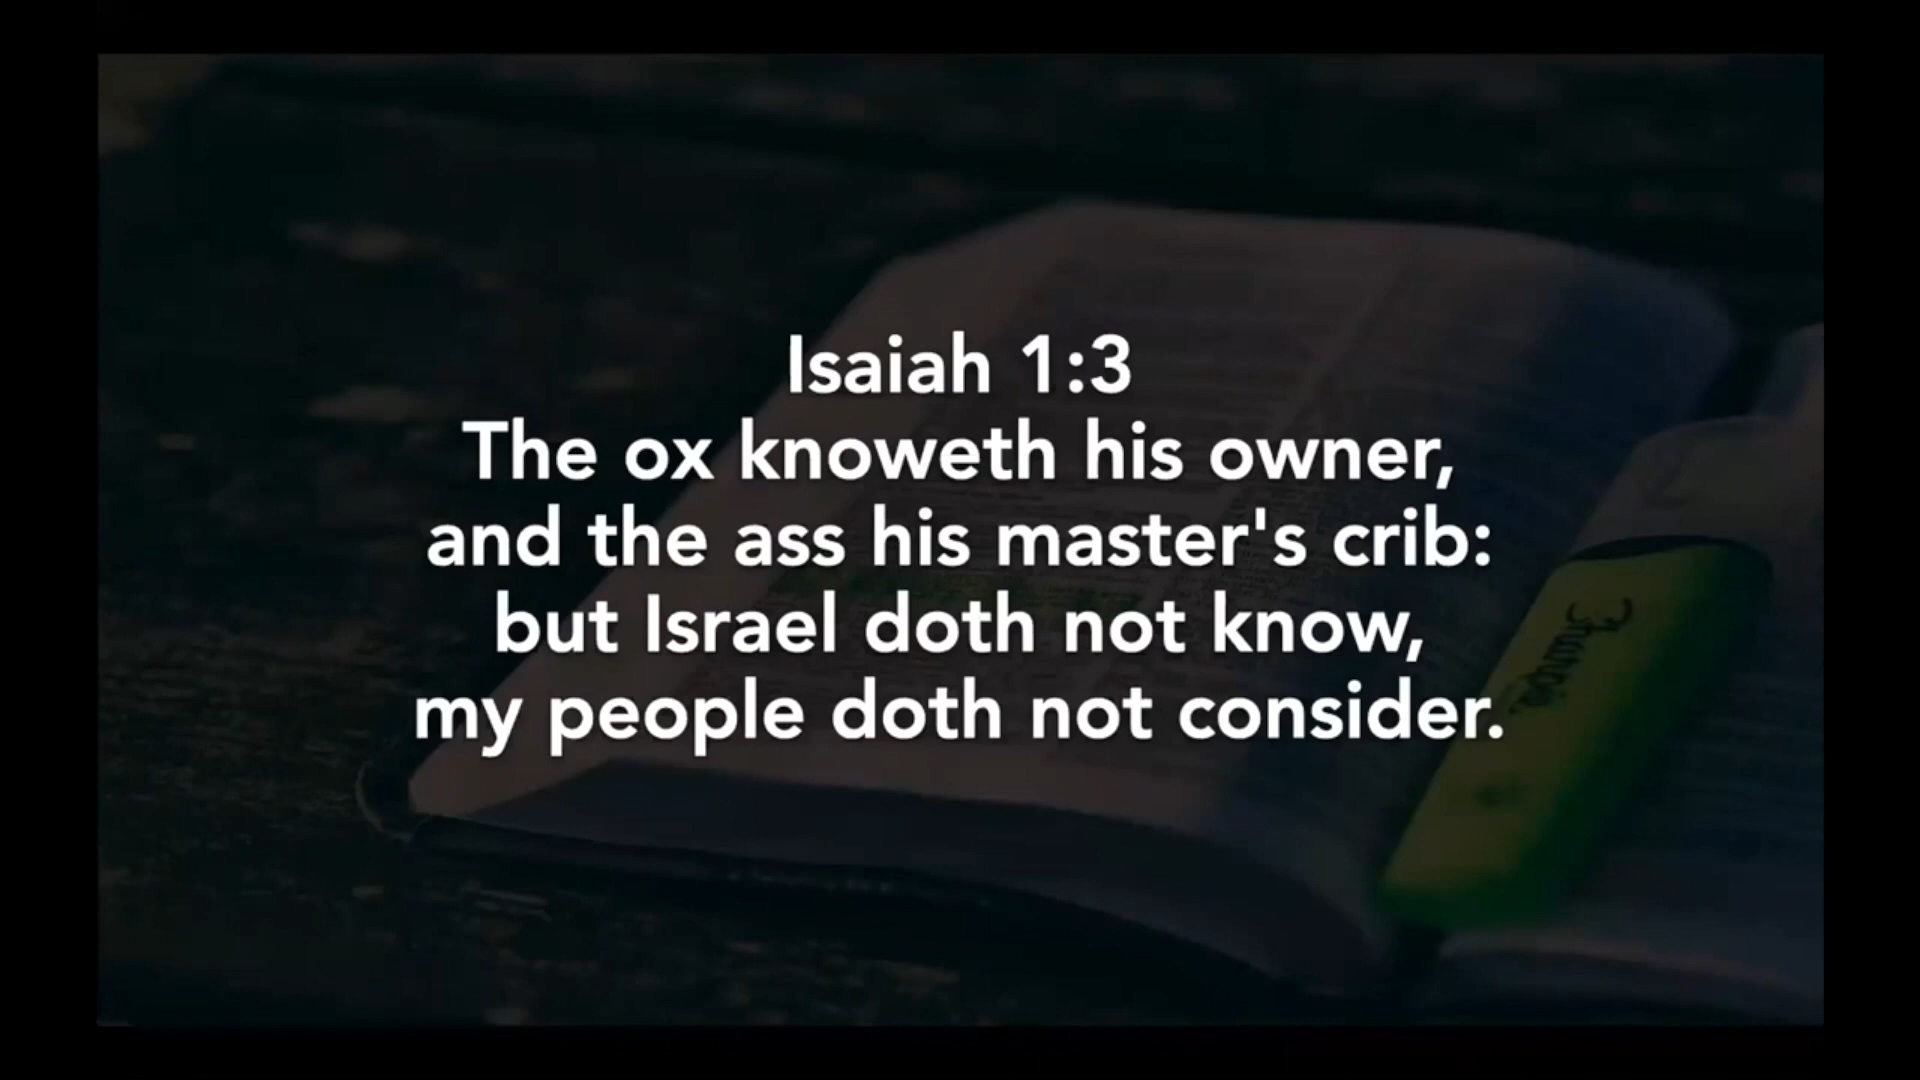 Isaiah 1:3
The ox knoweth his owner,
and the ass his master's crib:
but Israel doth not know,
my people doth not consider.
Sharpie